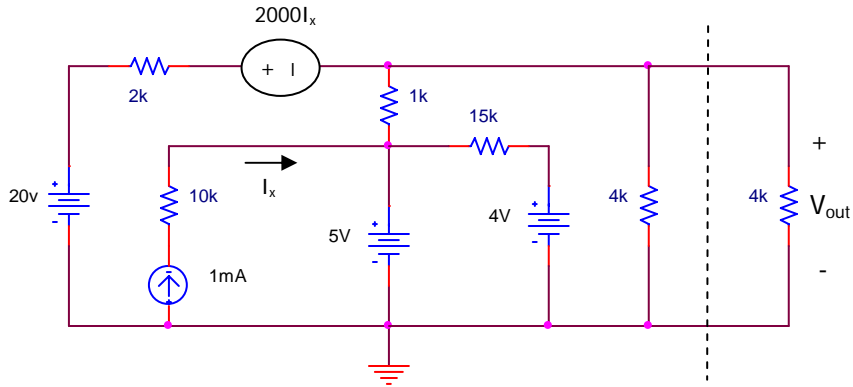 2000Ix
+ I
2k
1k
15k
+
Ix
+
20v
-
10k
+
4V
-
4k
4k
Vout
+
5V
-
-
1mA
+
-